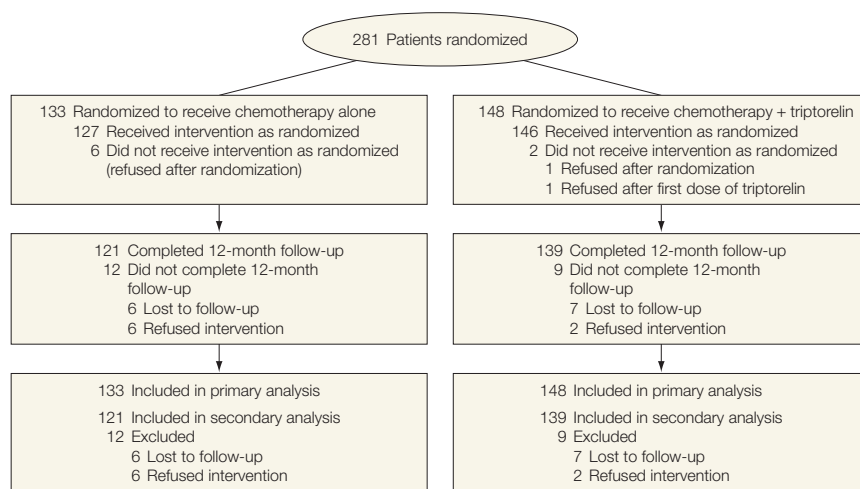 281 Patients randomized
133 Randomized to receive chemotherapy alone
127 Received intervention as randomized
6 Did not receive intervention as randomized
(refused after randomization)
148 Randomized to receive chemotherapy + triptorelin
146 Received intervention as randomized
2 Did not receive intervention as randomized
1 Refused after randomization
1 Refused after first dose of triptorelin
121 Completed 12-month follow-up
12 Did not complete 12-month
follow-up
6 Lost to follow-up
6 Refused intervention
139 Completed 12-month follow-up
9 Did not complete 12-month
follow-up
7 Lost to follow-up
2 Refused intervention
133 Included in primary analysis
121 Included in secondary analysis
12 Excluded
6 Lost to follow-up
6 Refused intervention
148 Included in primary analysis
139 Included in secondary analysis
9 Excluded
7 Lost to follow-up
2 Refused intervention